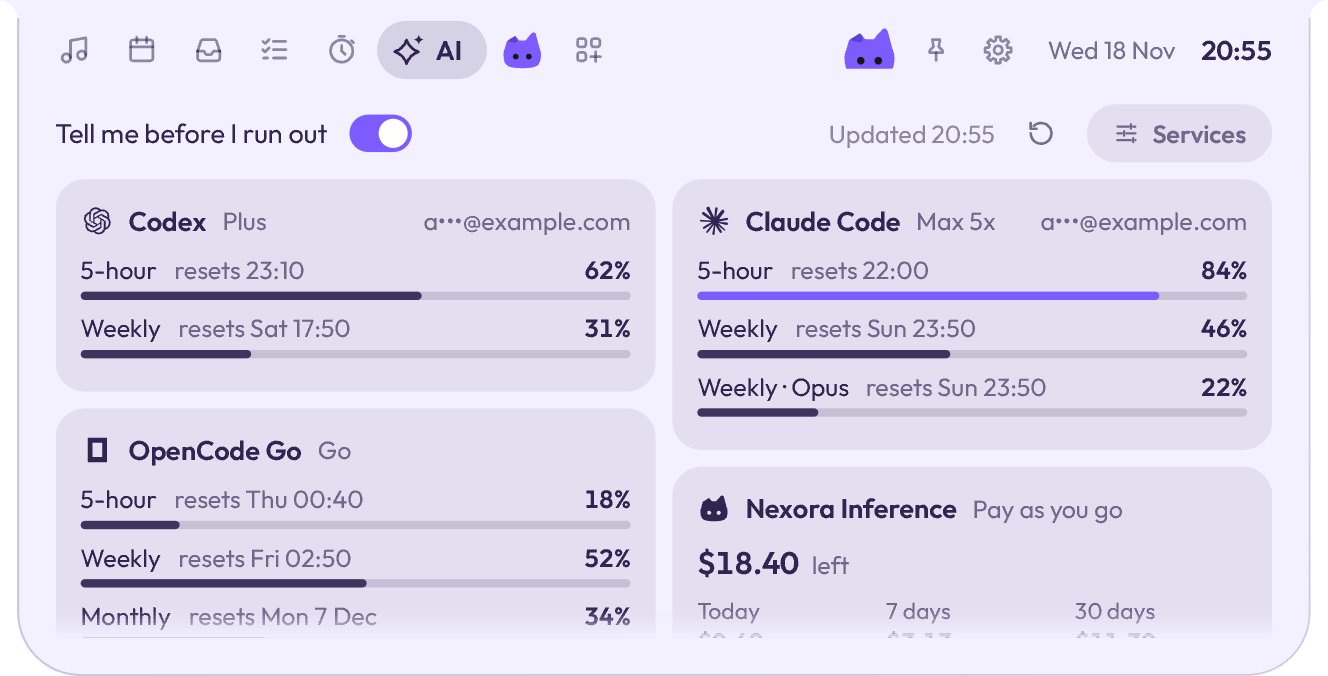 AI
Wed 18 Nov 20:55
Tell me before I run out
Updated 20:55
Services
Codex Plus a•••@example.com
5-hour resets 23:10 62%
Weekly resets Sat 17:50 31%
OpenCode Go Go
5-hour resets Thu 00:40 18%
Weekly resets Fri 02:50 52%
Monthly resets Mon 7 Dec 34%
Claude Code Max 5x a•••@example.com
5-hour resets 22:00 84%
Weekly resets Sun 23:50 46%
Weekly · Opus resets Sun 23:50 22%
Nexora Inference Pay as you go
$18.40 left
Today 7 days 30 days